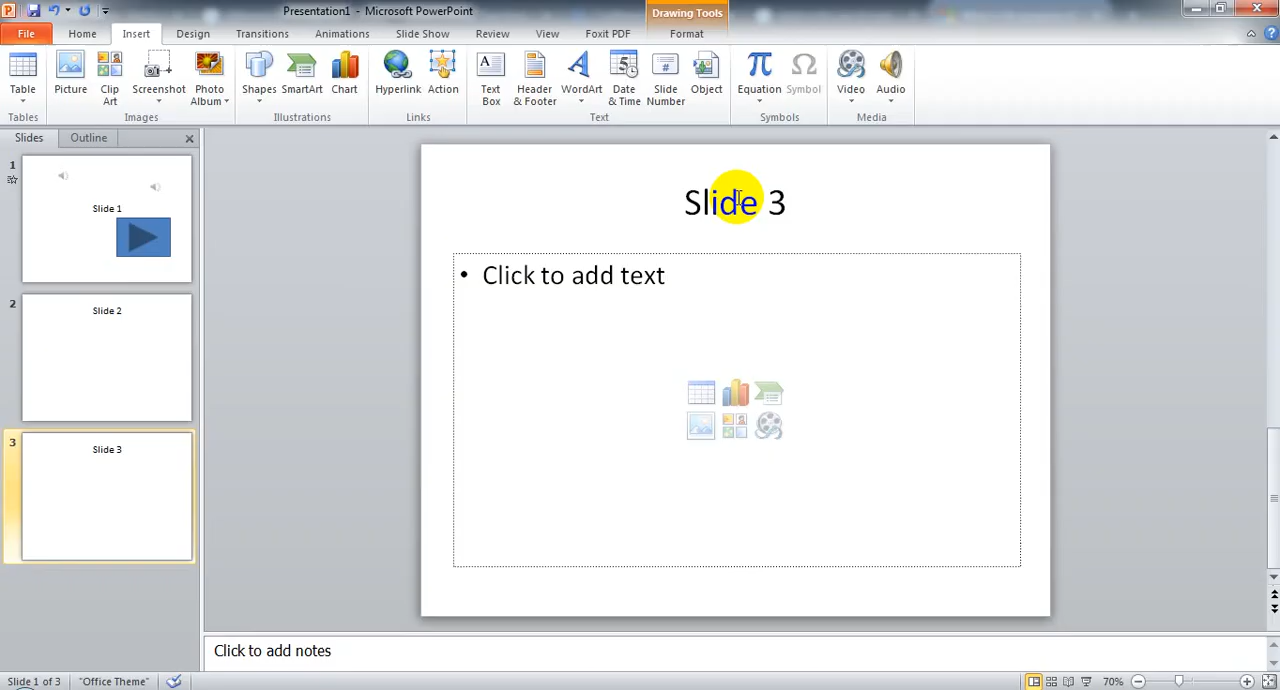 Presentation1 - Microsoft PowerPoint
Drawing Tools
File Home Insert Design Transitions Animations Slide Show Review View Foxit PDF Format
Table
Picture
Clip Art
Screenshot
Photo Album
Shapes
SmartArt
Chart
Hyperlink
Action
Text Box
Header & Footer
WordArt
Date & Time
Slide Number
Object
Equation
Symbol
Video
Audio
Tables
Images
Illustrations
Links
Text
Symbols
Media
Slides Outline
1
Slide 1
2
Slide 2
3
Slide 3
Slide 3
• Click to add text
Click to add notes
Slide 1 of 3
"Office Theme"
70%